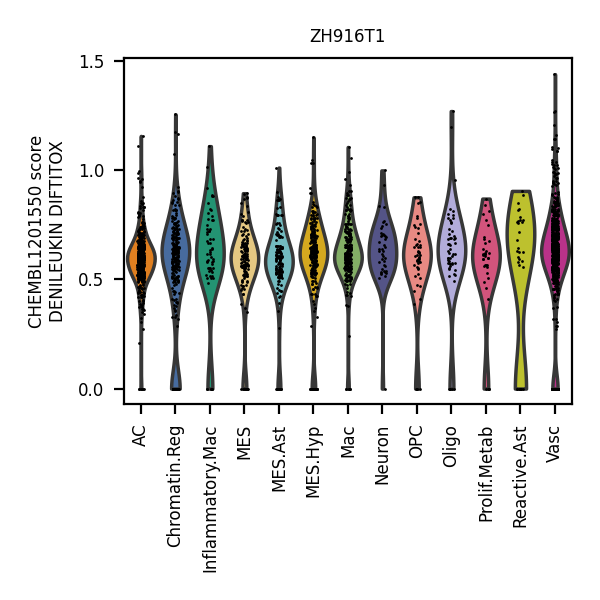 ZH916T1
CHEMBL1201550 score
DENILEUKIN DIFTITOX
1.5
1.0
0.5
0.0
AC
Chromatin.Reg
Inflammatory.Mac
MES
MES.Ast
MES.Hyp
Mac
Neuron
OPC
Oligo
Prolif.Metab
Reactive.Ast
Vasc